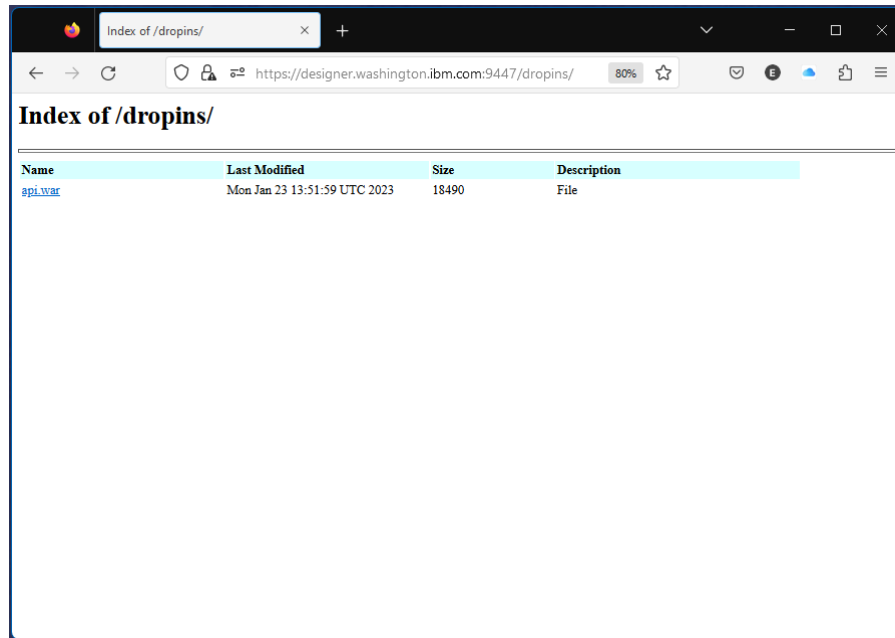 Index of /dropins/
https://designer.washington.ibm.com:9447/dropins/ 80% E
Index of /dropins/
Name Last Modified Size Description
api.war Mon Jan 23 13:51:59 UTC 2023 18490 File